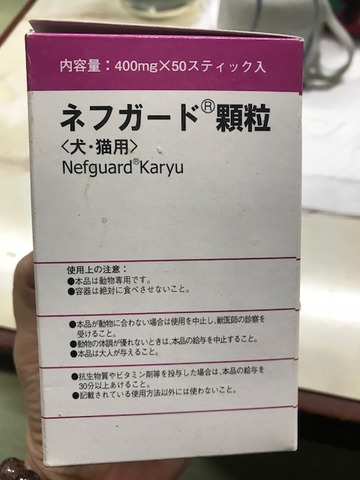 内容量：400mg×50スティック入
ネフガード®顆粒
〈犬・猫用〉
Nefguard®Karyu
使用上の注意：
●本品は動物専用です。
●容器は絶対に食べさせないこと。
●本品が動物に合わない場合は使用を中止し、獣医師の診察を
受けること。
●動物の体調が優れないときは、本品の給与を中止すること。
●本品は大人が与えること。
●抗生物質やビタミン剤等を投与した場合は、本品の給与を
30分以上あけること。
●記載されている使用方法以外には使わないこと。